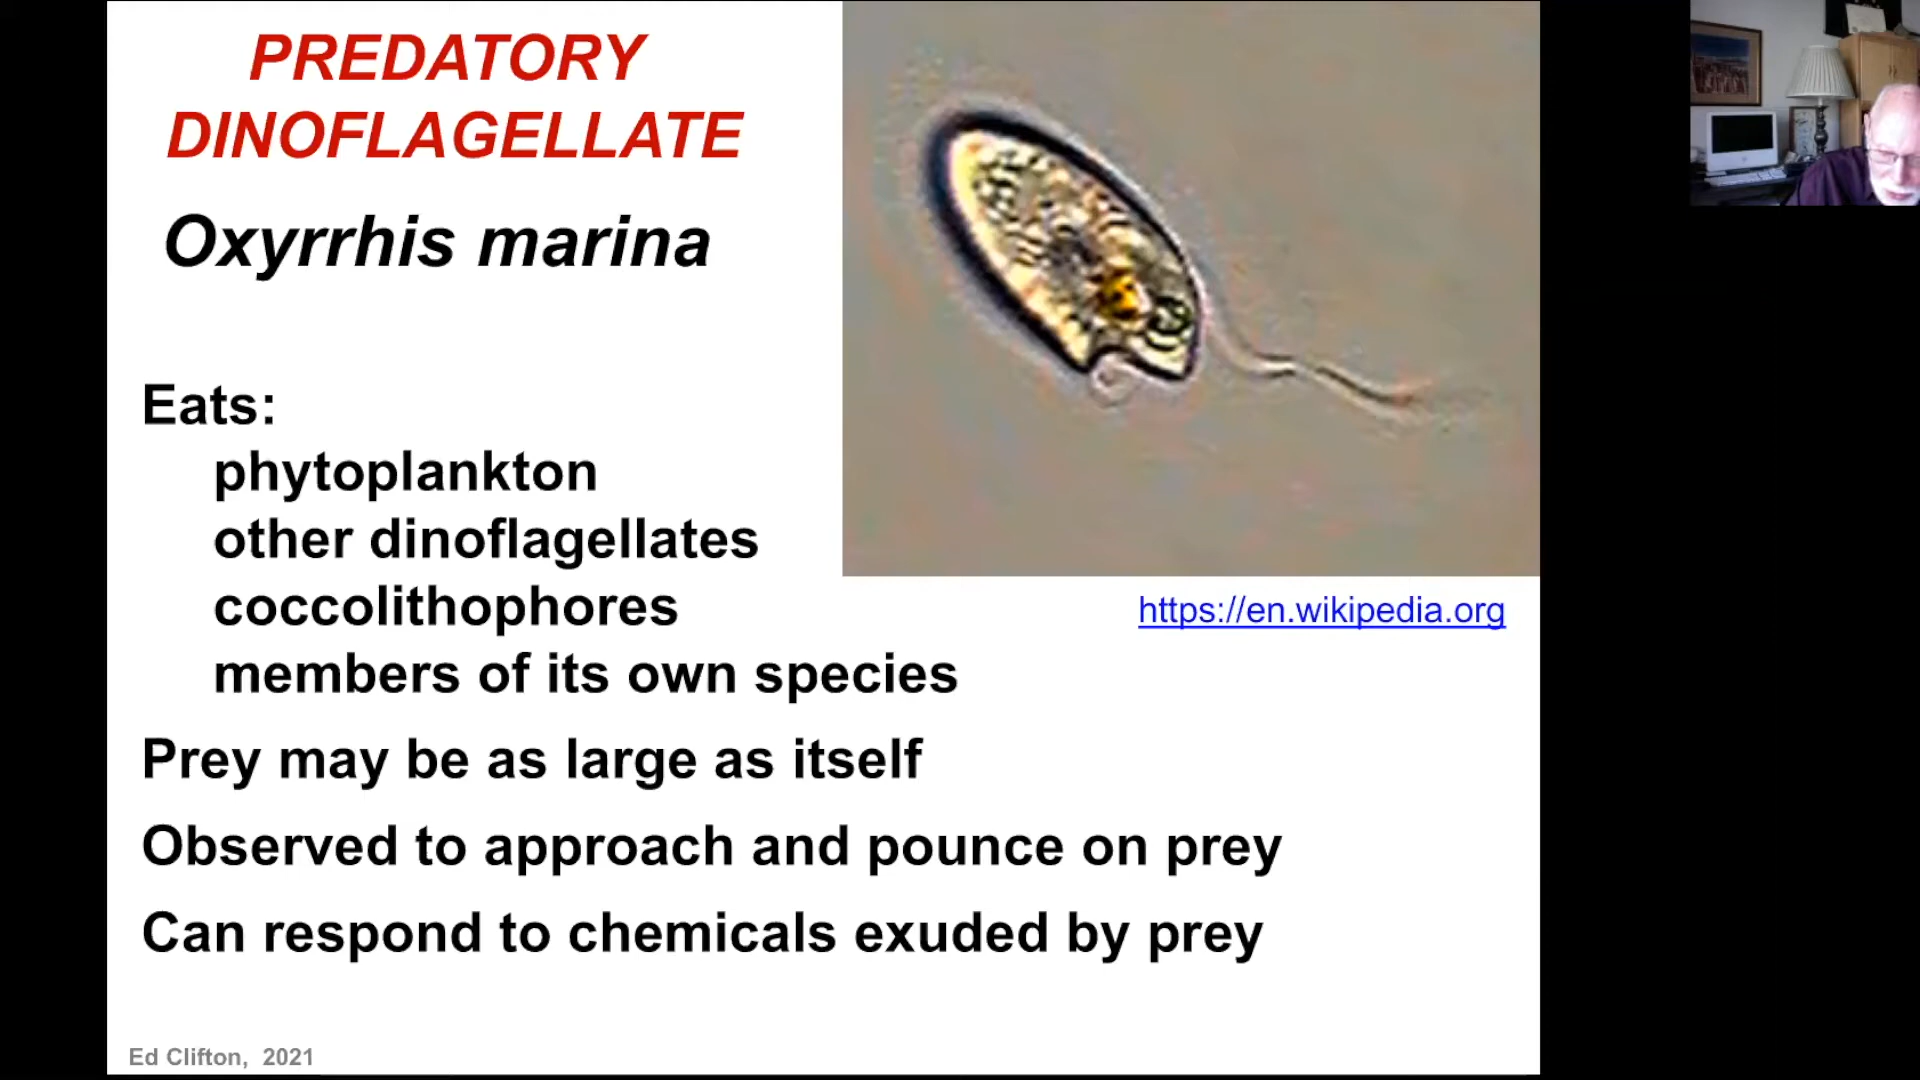 PREDATORY
DINOFLAGELLATE
Oxyrrhis marina
Eats:
phytoplankton
other dinoflagellates
coccolithophores
members of its own species
https://en.wikipedia.org
Prey may be as large as itself
Observed to approach and pounce on prey
Can respond to chemicals exuded by prey
Ed Clifton, 2021